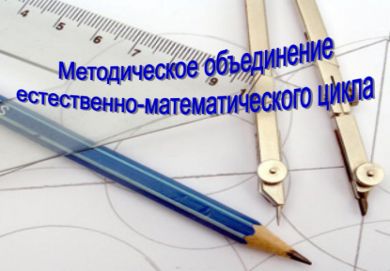 Методическое объединение
естественно-математического цикла